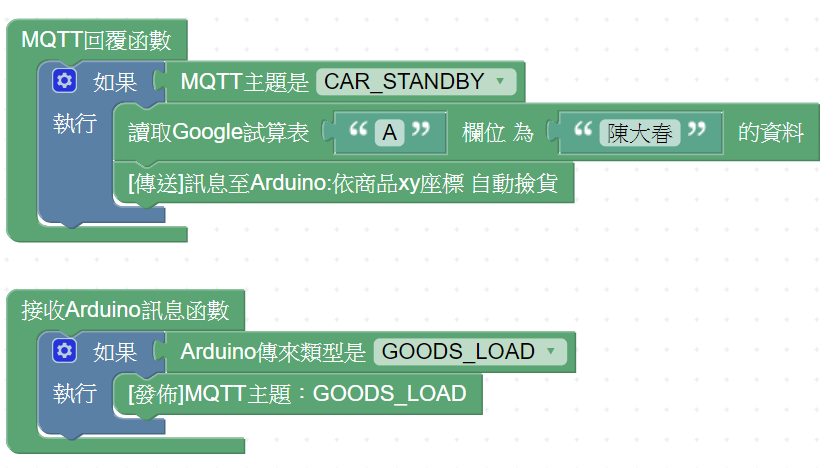 MQTT回覆函數
如果 MQTT主題是 CAR_STANDBY
執行 讀取Google試算表 “ A ” 欄位 為 “ 陳大春 ” 的資料
[傳送]訊息至Arduino:依商品xy座標 自動撿貨
接收Arduino訊息函數
如果 Arduino傳來類型是 GOODS_LOAD
執行 [發佈]MQTT主題：GOODS_LOAD